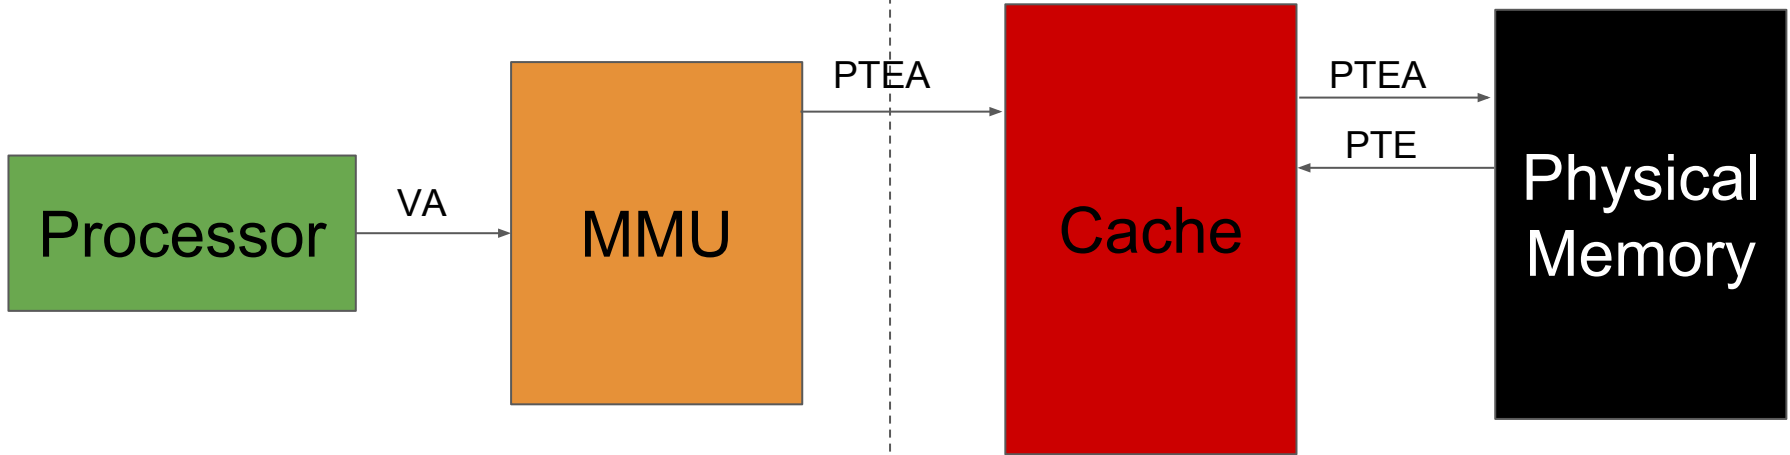 Processor
VA
MMU
PTEA
Cache
PTEA
PTE
Physical
Memory